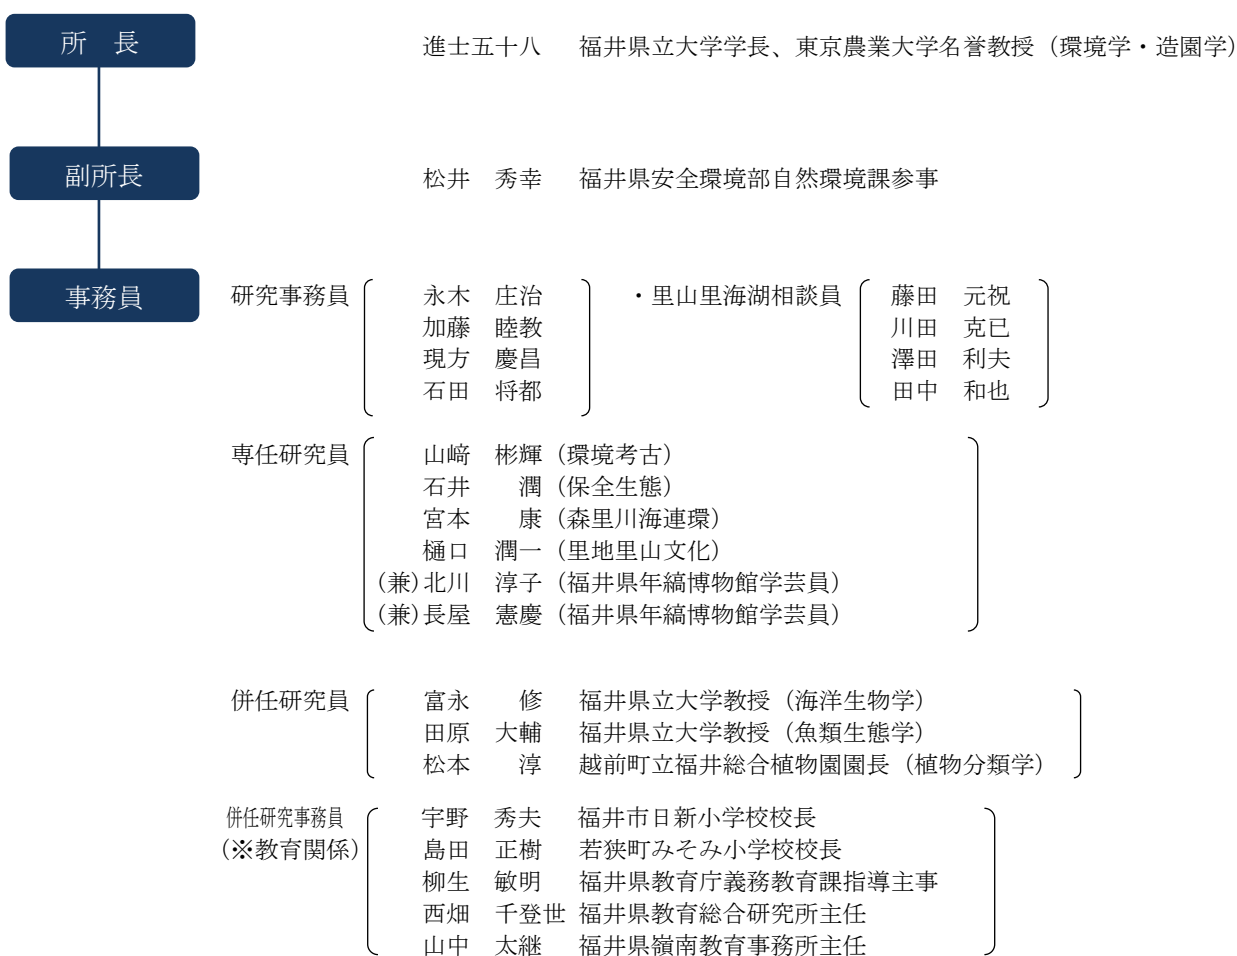 所　長　進士五十八　福井県立大学学長、東京農業大学名誉教授（環境学・造園学）
副所長　松井　秀幸　福井県安全環境部自然環境課参事
事務員　研究事務員　永木　庄治　・里山里海湖相談員　藤田　元祝
加藤　睦教　川田　克已
現方　慶昌　澤田　利夫
石田　将都　田中　和也
専任研究員　山﨑　彬輝（環境考古）
石井　潤（保全生態）
宮本　康（森里川海連環）
樋口　潤一（里地里山文化）
(兼)北川　淳子（福井県年縞博物館学芸員）
(兼)長屋　憲慶（福井県年縞博物館学芸員）
併任研究員　富永　修　福井県立大学教授（海洋生物学）
田原　大輔　福井県立大学教授（魚類生態学）
松本　淳　越前町立福井総合植物園園長（植物分類学）
併任研究事務員　宇野　秀夫　福井市日新小学校校長
（※教育関係）　島田　正樹　若狭町みそみ小学校校長
柳生　敏明　福井県教育庁義務教育課指導主事
西畑　千登世　福井県教育総合研究所主任
山中　太継　福井県嶺南教育事務所主任